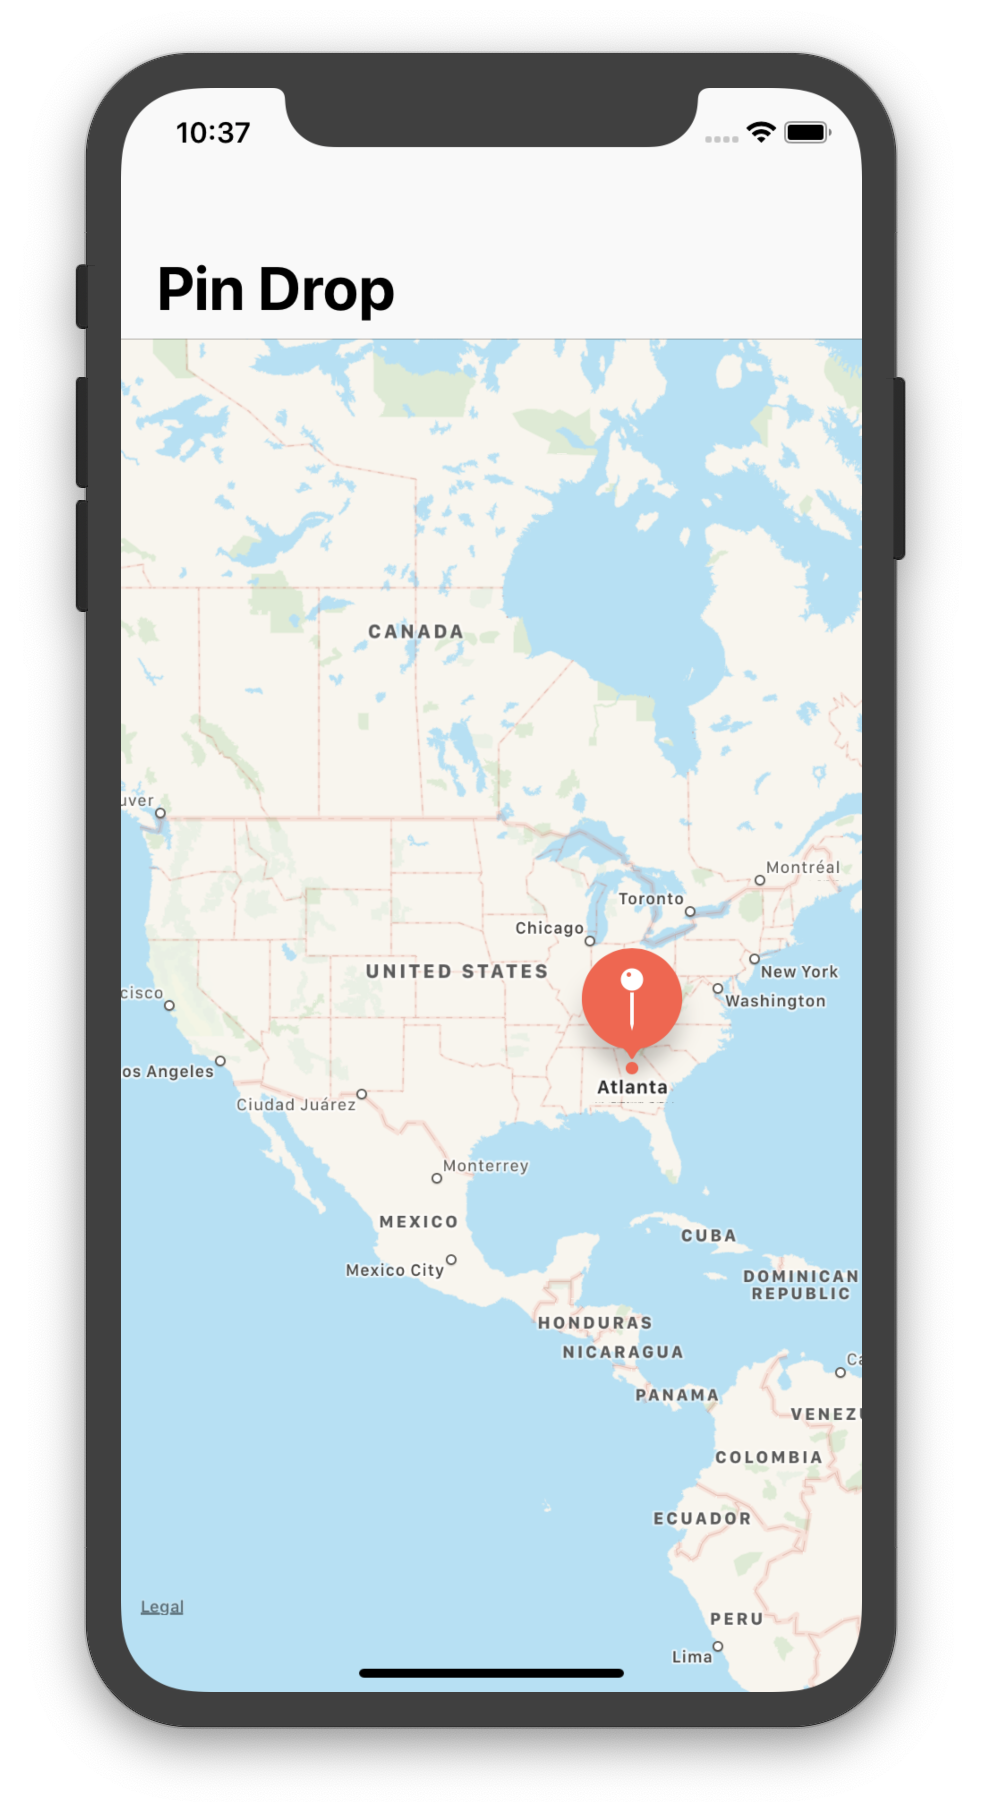 10:37
Pin Drop
CANADA
uver
Montréal
Toronto
Chicago
UNITED STATES
New York
cisco
Washington
os Angeles
Atlanta
Ciudad Juárez
Monterrey
MEXICO
CUBA
Mexico City
DOMINICAN
REPUBLIC
HONDURAS
NICARAGUA
Ca
PANAMA
VENEZU
COLOMBIA
ECUADOR
Legal
PERU
Lima